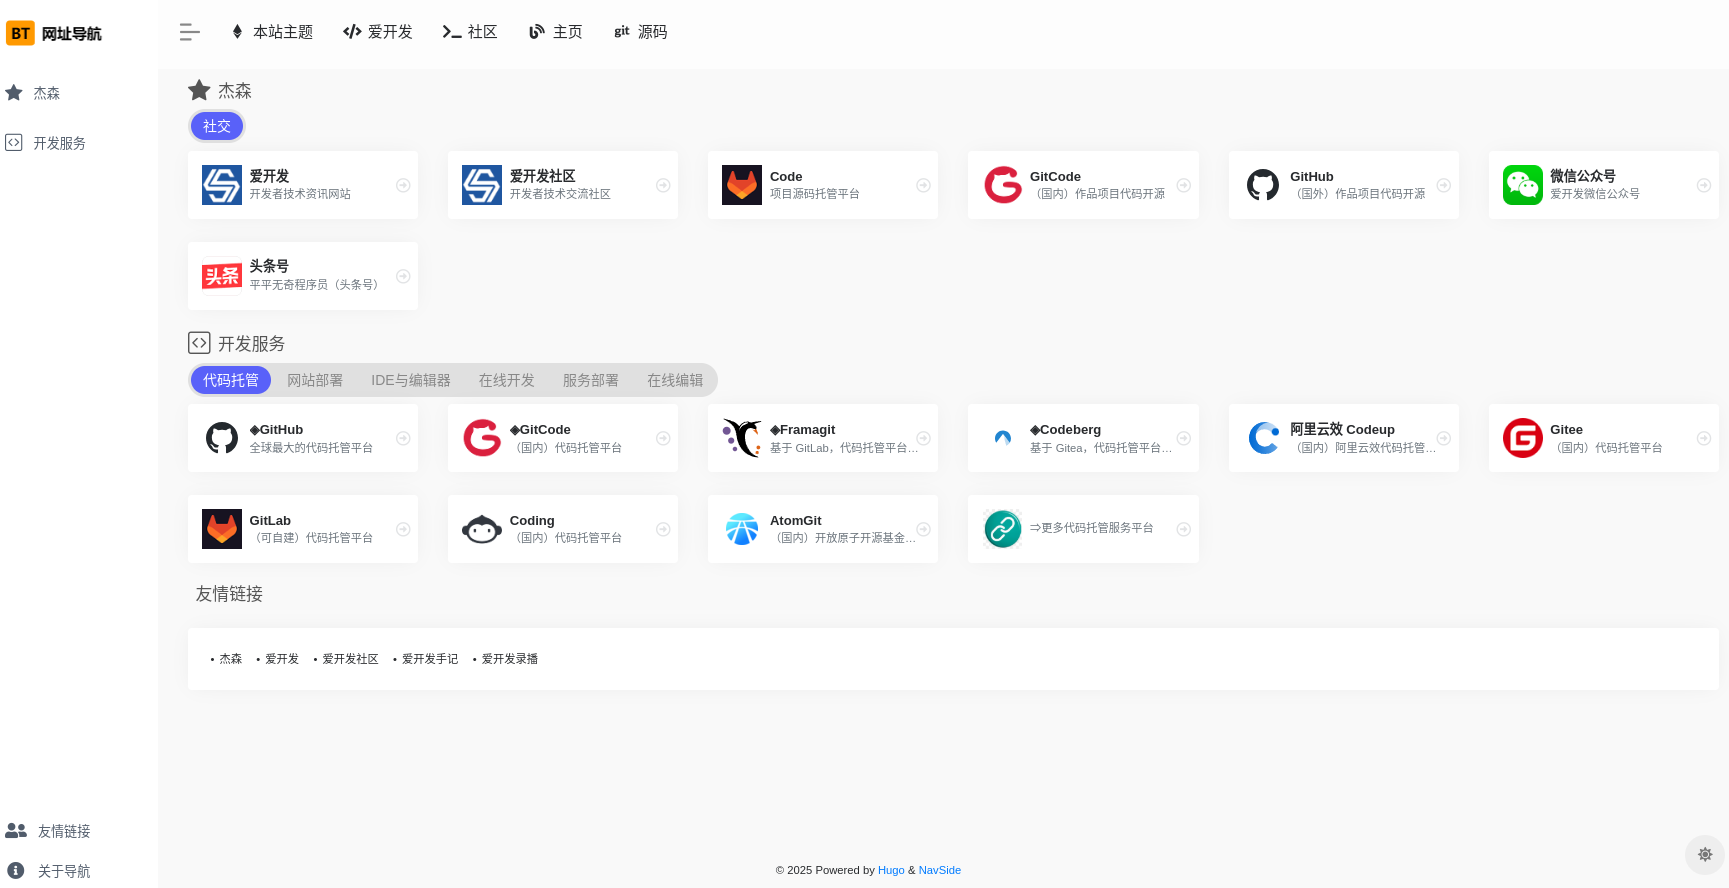 BT 网址导航
本站主题 爱开发 社区 主页 git 源码
杰森
开发服务
杰森
社交
爱开发
开发者技术资讯网站
爱开发社区
开发者技术交流社区
Code
项目源码托管平台
GitCode
（国内）作品项目代码开源
GitHub
（国外）作品项目代码开源
微信公众号
爱开发微信公众号
头条
头条号
平平无奇程序员（头条号）
开发服务
代码托管 网站部署 IDE与编辑器 在线开发 服务部署 在线编辑
◈GitHub
全球最大的代码托管平台
◈GitCode
（国内）代码托管平台
◈Framagit
基于 GitLab，代码托管平台…
◈Codeberg
基于 Gitea，代码托管平台…
阿里云效 Codeup
（国内）阿里云效代码托管…
Gitee
（国内）代码托管平台
GitLab
（可自建）代码托管平台
Coding
（国内）代码托管平台
AtomGit
（国内）开放原子开源基金…
⇒更多代码托管服务平台
友情链接
• 杰森 • 爱开发 • 爱开发社区 • 爱开发手记 • 爱开发录播
友情链接
关于导航
© 2025 Powered by Hugo & NavSide